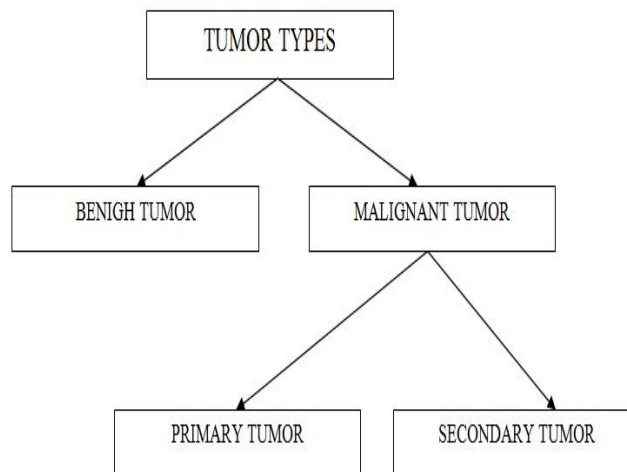 TUMOR TYPES
BENIGH TUMOR
MALIGNANT TUMOR
PRIMARY TUMOR
SECONDARY TUMOR